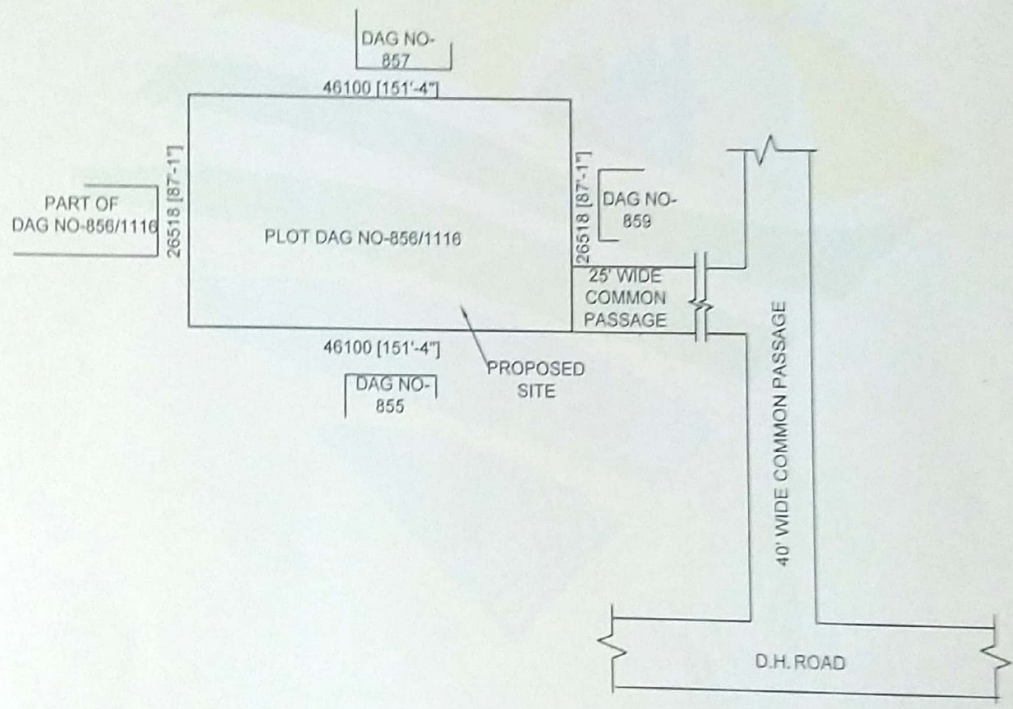 DAG NO-
857
46100 [151'-4"]
26518 [87'-1"]
PART OF
DAG NO-856/1116
PLOT DAG NO-856/1116
26518 [87'-1"]
DAG NO-
859
25' WIDE
COMMON
PASSAGE
46100 [151'-4"]
PROPOSED
SITE
DAG NO-
855
40' WIDE COMMON PASSAGE
D.H. ROAD